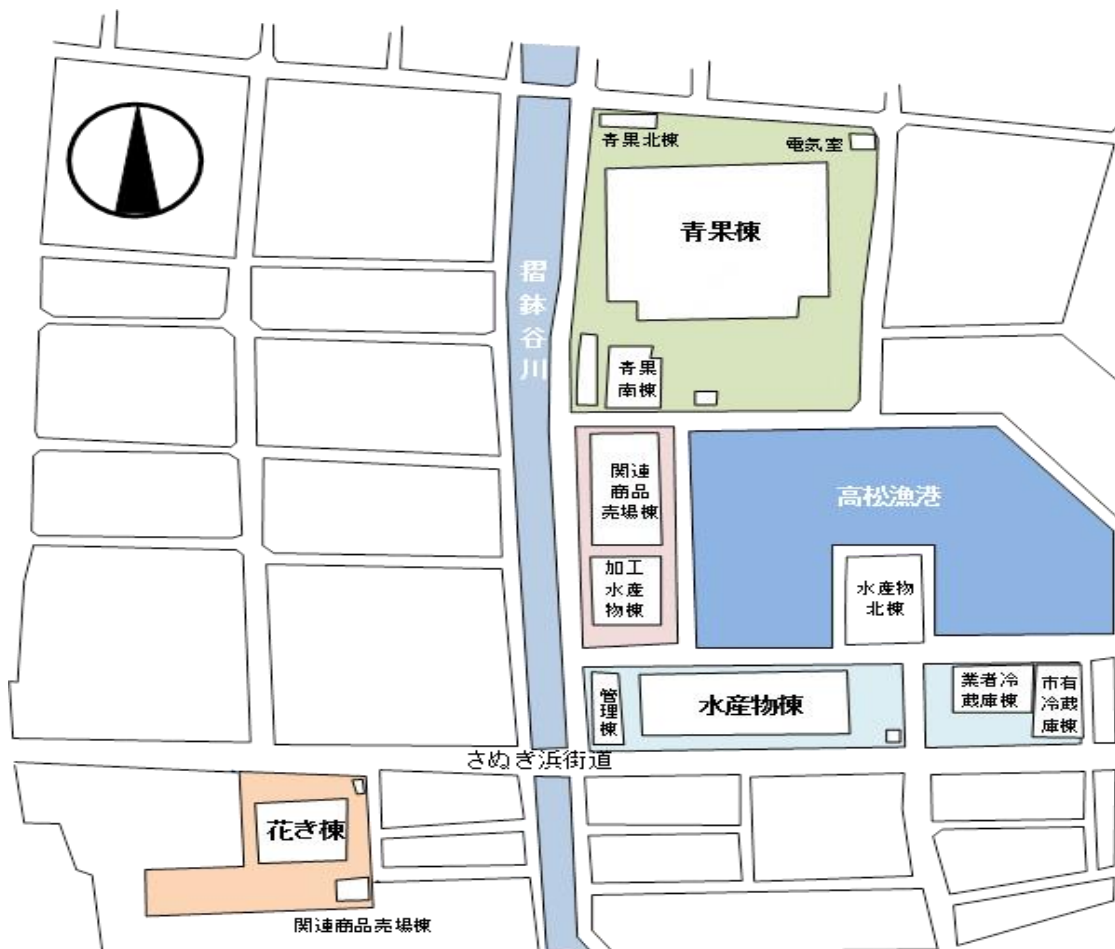 青果北棟
電気室
青果棟
摺鉢谷川
青果
南棟
関連
商品
売場棟
高松漁港
加工
水産
物棟
水産物
北棟
管理棟
水産物棟
業者冷
蔵庫棟
市有
冷蔵
庫棟
さぬき浜街道
花き棟
関連商品売場棟